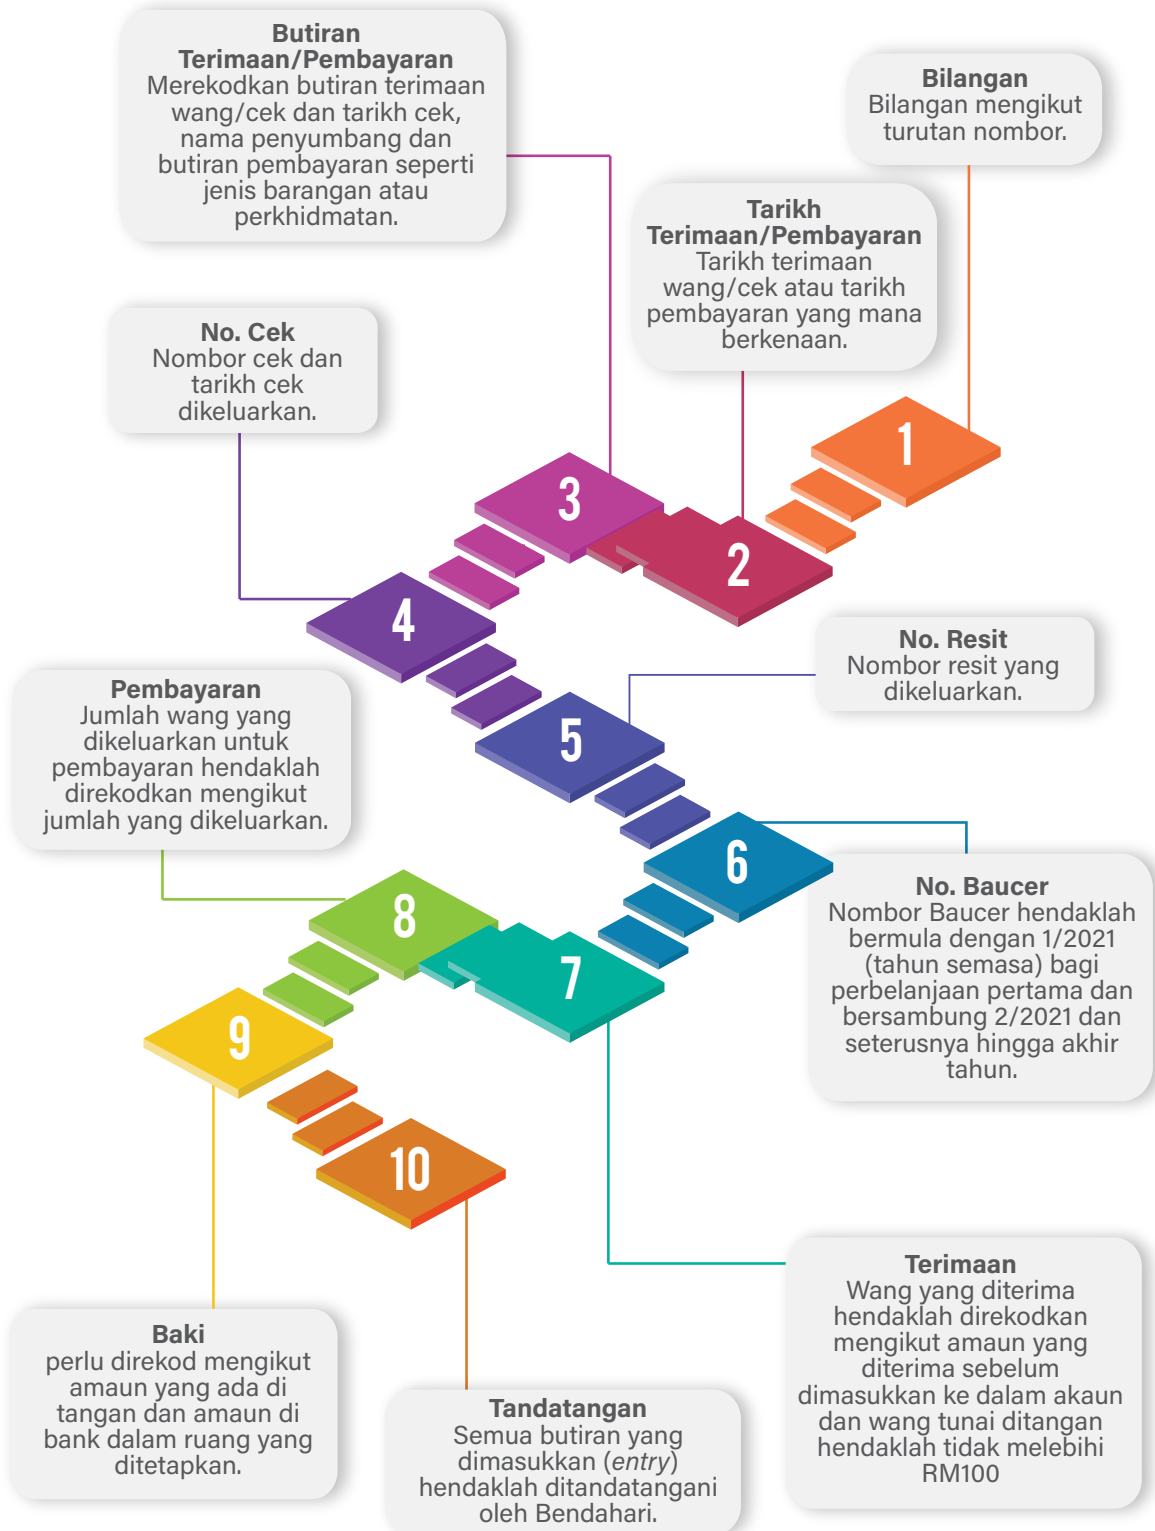 Butiran
Terimaan/Pembayaran
Merekodkan butiran terimaan
wang/cek dan tarikh cek,
nama penyumbang dan
butiran pembayaran seperti
jenis barangan atau
perkhidmatan.
Bilangan
Bilangan mengikut
turutan nombor.
Tarikh
Terimaan/Pembayaran
Tarikh terimaan
wang/cek atau tarikh
pembayaran yang mana
berkenaan.
No. Cek
Nombor cek dan
tarikh cek
dikeluarkan.
1
3
2
4
No. Resit
Nombor resit yang
dikeluarkan.
Pembayaran
Jumlah wang yang
dikeluarkan untuk
pembayaran hendaklah
direkodkan mengikut
jumlah yang dikeluarkan.
5
6
No. Baucer
Nombor Baucer hendaklah
bermula dengan 1/2021
(tahun semasa) bagi
perbelanjaan pertama dan
bersambung 2/2021 dan
seterusnya hingga akhir
tahun.
8
7
9
10
Terimaan
Wang yang diterima
hendaklah direkodkan
mengikut amaun yang
diterima sebelum
dimasukkan ke dalam akaun
dan wang tunai ditangan
hendaklah tidak melebihi
RM100
Baki
perlu direkod mengikut
amaun yang ada di
tangan dan amaun di
bank dalam ruang yang
ditetapkan.
Tandatangan
Semua butiran yang
dimasukkan (entry)
hendaklah ditandatangani
oleh Bendahari.